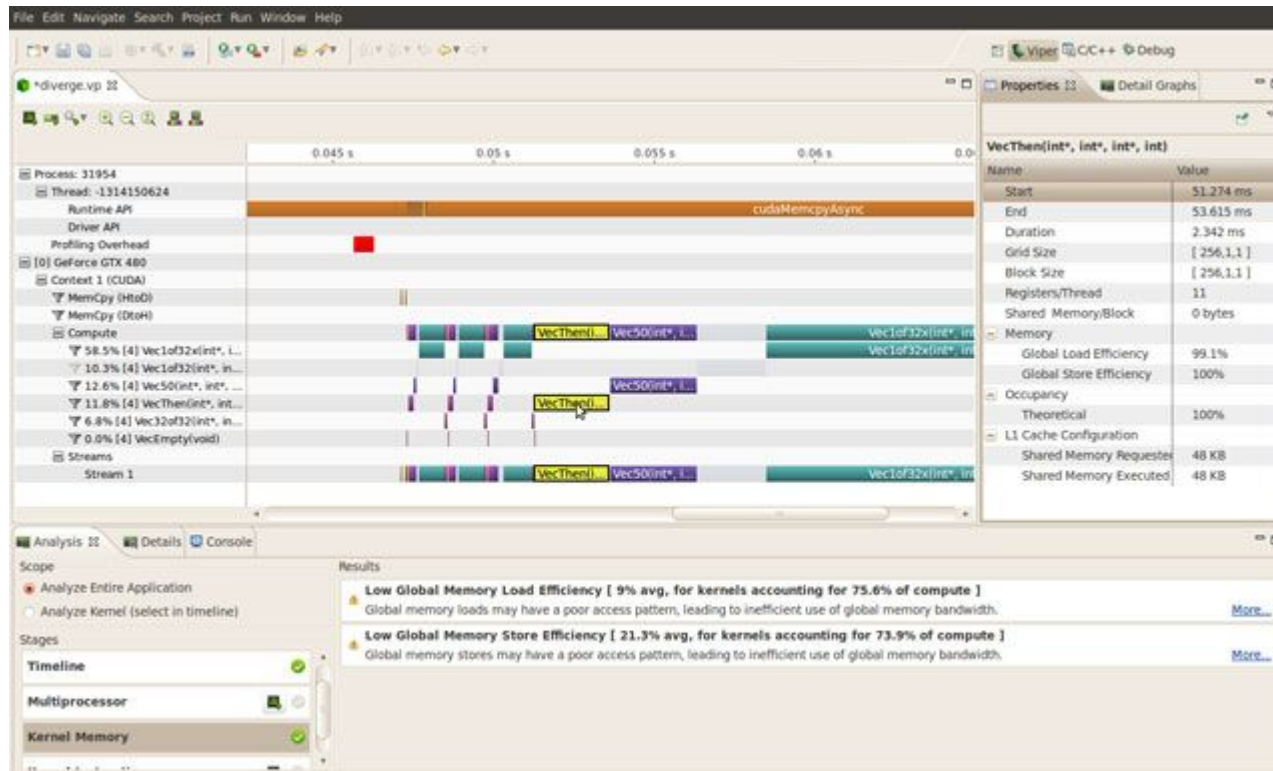 File Edit Navigate Search Project Run Window Help
Viper C/C++ Debug
*diverge.vp
Properties Detail Graphs
0.045 s 0.05 s 0.055 s 0.06 s 0.0
VecThen(int*, int*, int*, int)
Name Value
Process: 31954
Thread: -1314150624
Runtime API cudaMemcpyAsync
Driver API
Profiling Overhead
[0] GeForce GTX 480
Context 1 (CUDA)
MemCpy (HtoD)
MemCpy (DtoH)
Compute VecThen(i... Vec50(int*, i... Vec1of32x(int*, int
58.5% [4] Vec1of32x(int*, i... Vec1of32x(int*, int
10.3% [4] Vec1of32(int*, in...
12.6% [4] Vec50(int*, int*, ... Vec50(int*, i...
11.8% [4] VecThen(int*, int... VecThen(i...
6.8% [4] Vec32of32(int*, in...
0.0% [4] VecEmpty(void)
Streams
Stream 1 VecThen(i... Vec50(int*, i... Vec1of32x(int*, int
Start 51.274 ms
End 53.615 ms
Duration 2.342 ms
Grid Size [ 256,1,1 ]
Block Size [ 256,1,1 ]
Registers/Thread 11
Shared Memory/Block 0 bytes
Memory
Global Load Efficiency 99.1%
Global Store Efficiency 100%
Occupancy
Theoretical 100%
L1 Cache Configuration
Shared Memory Requeste 48 KB
Shared Memory Executed 48 KB
Analysis Details Console
Scope
Analyze Entire Application
Analyze Kernel (select in timeline)
Stages
Timeline
Multiprocessor
Kernel Memory
Results
Low Global Memory Load Efficiency [ 9% avg, for kernels accounting for 75.6% of compute ]
Global memory loads may have a poor access pattern, leading to inefficient use of global memory bandwidth. More...
Low Global Memory Store Efficiency [ 21.3% avg, for kernels accounting for 73.9% of compute ]
Global memory stores may have a poor access pattern, leading to inefficient use of global memory bandwidth. More...